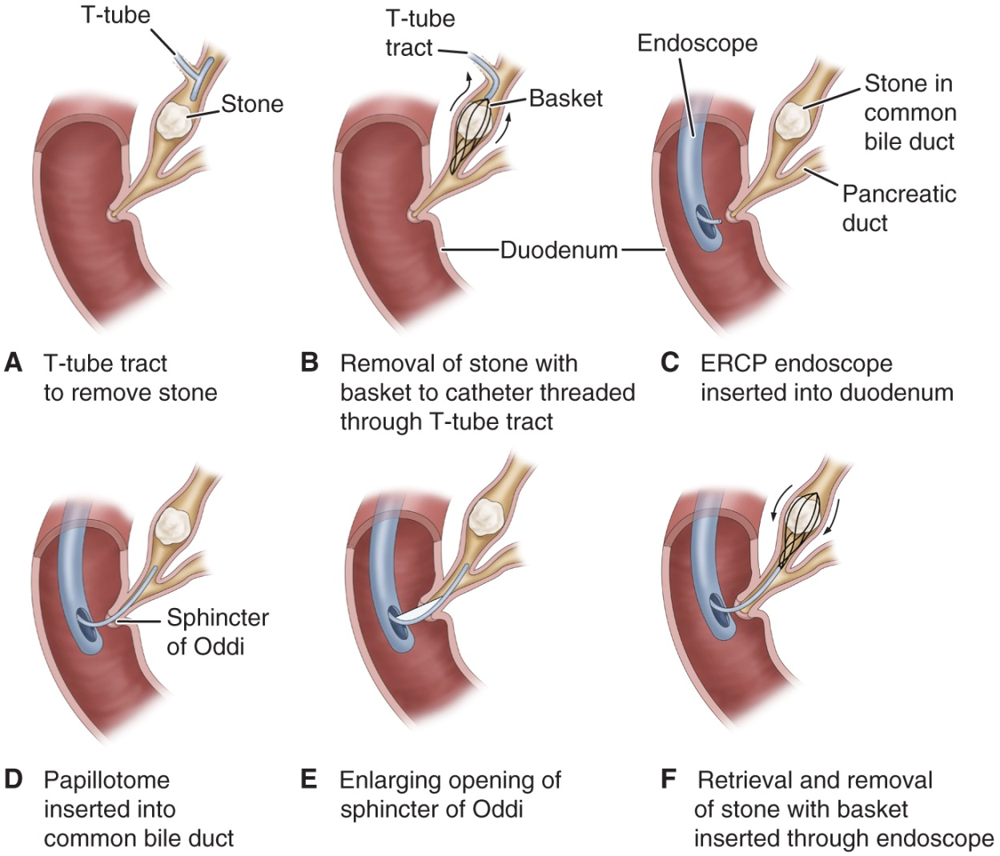 T-tube
Stone
T-tube
tract
Basket
Endoscope
Stone in
common
bile duct
Pancreatic
duct
Duodenum
A T-tube tract
to remove stone
B Removal of stone with
basket to catheter threaded
through T-tube tract
C ERCP endoscope
inserted into duodenum
Sphincter
of Oddi
D Papillotome
inserted into
common bile duct
E Enlarging opening of
sphincter of Oddi
F Retrieval and removal
of stone with basket
inserted through endoscope